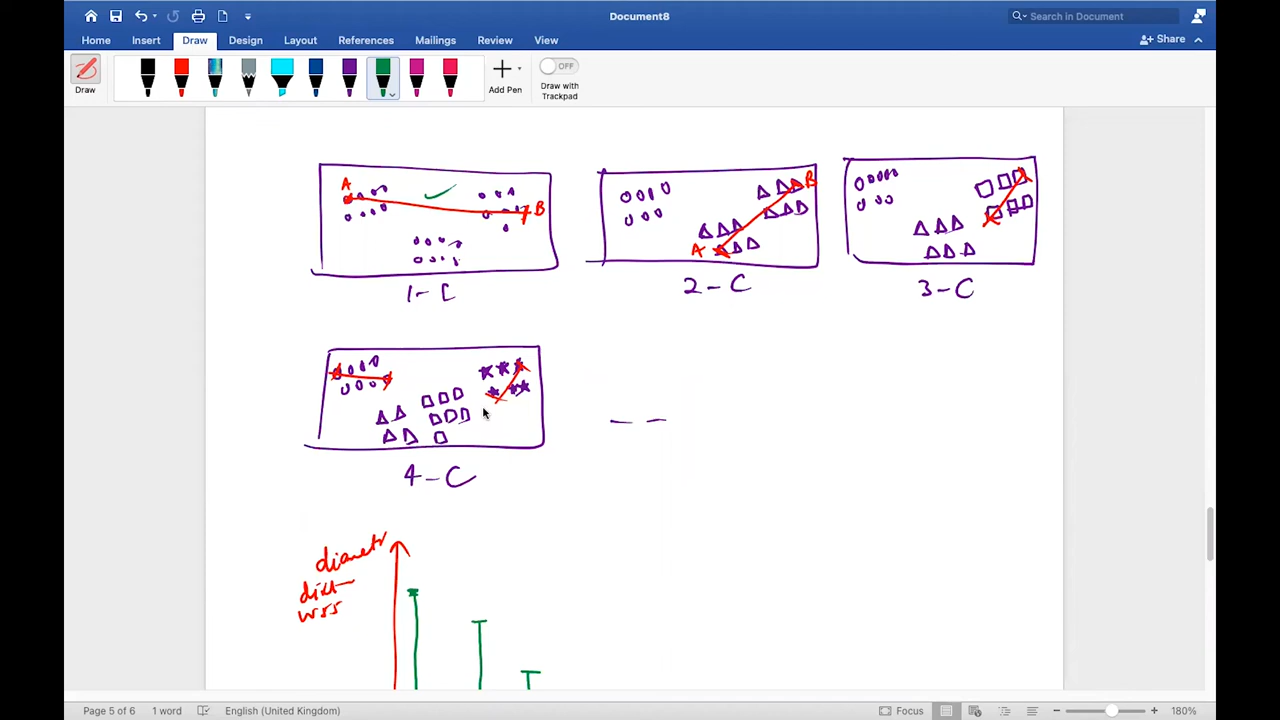 Document8
Search in Document
Home Insert Draw Design Layout References Mailings Review View
Share
Draw
Add Pen
OFF
Draw with
Trackpad
A
B
1-C
A
B
2-C
3-C
4-C
diametr
dist
WSS
Page 5 of 6 1 word English (United Kingdom)
Focus
180%